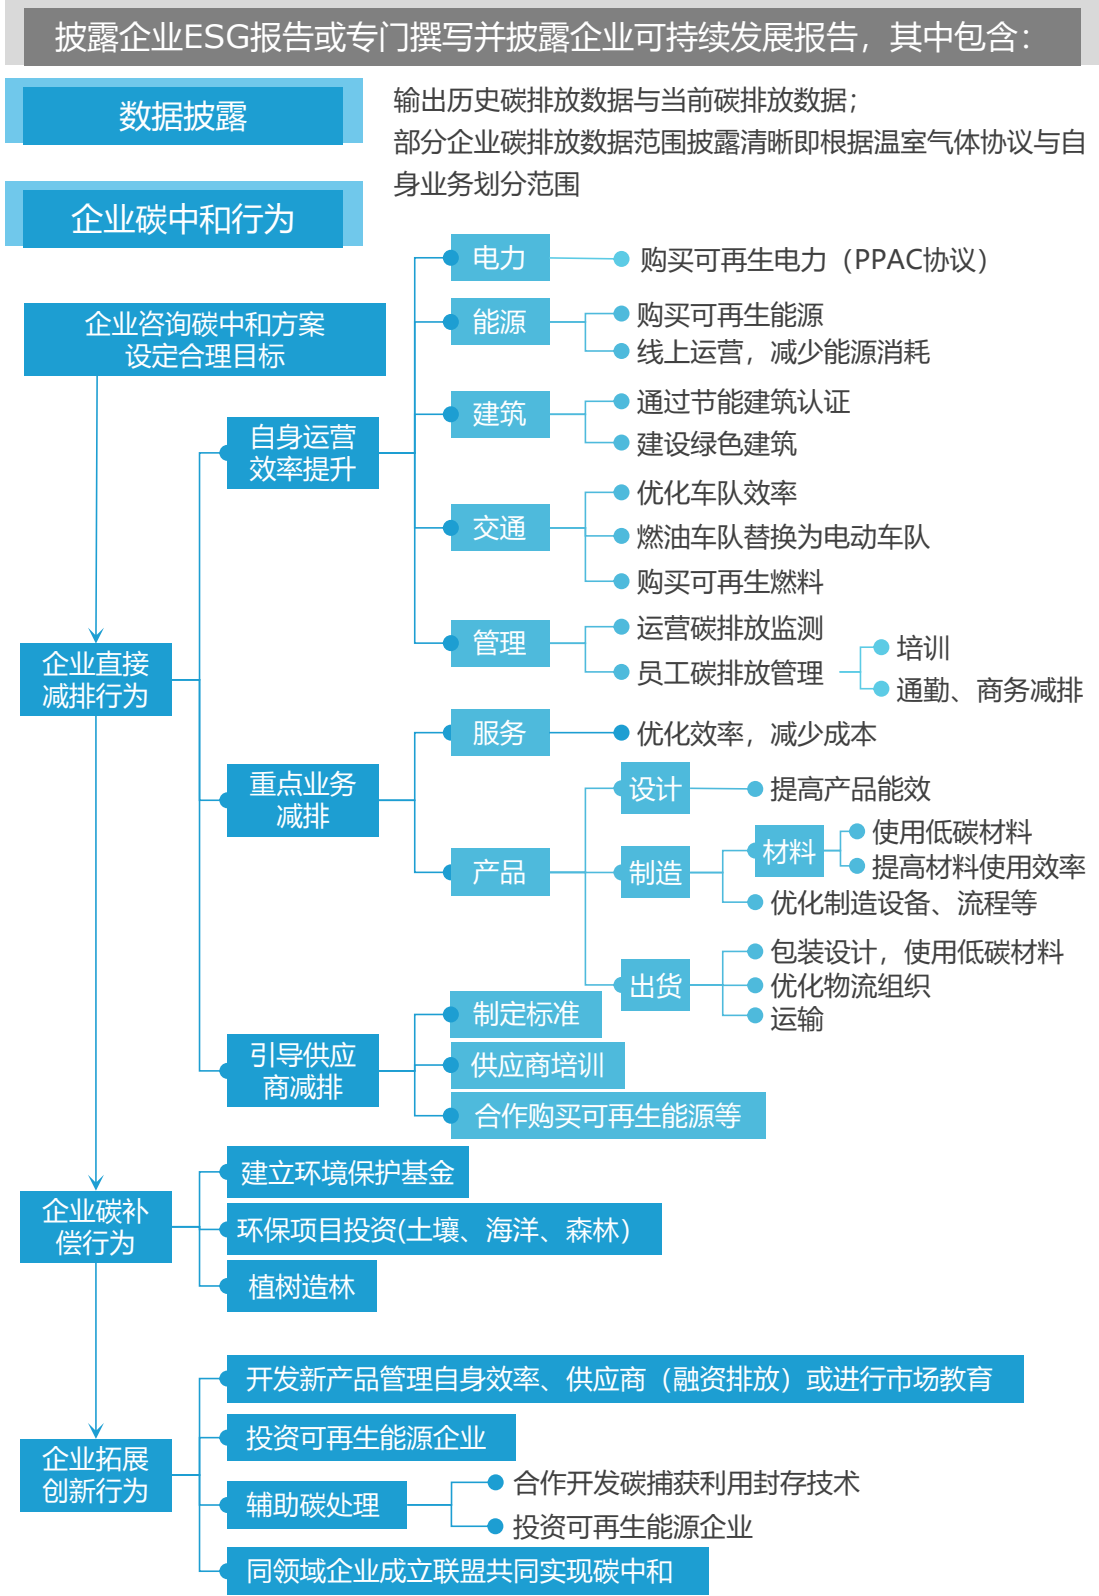 披露企业ESG报告或专门撰写并披露企业可持续发展报告，其中包含：
数据披露
输出历史碳排放数据与当前碳排放数据；
部分企业碳排放数据范围披露清晰即根据温室气体协议与自
身业务划分范围
企业碳中和行为
企业咨询碳中和方案
设定合理目标
企业直接
减排行为
自身运营
效率提升
电力
购买可再生电力（PPAC协议）
能源
购买可再生能源
线上运营，减少能源消耗
建筑
通过节能建筑认证
建设绿色建筑
交通
优化车队效率
燃油车队替换为电动车队
购买可再生燃料
管理
运营碳排放监测
员工碳排放管理
培训
通勤、商务减排
重点业务
减排
服务
优化效率，减少成本
产品
设计
提高产品能效
制造
材料
使用低碳材料
提高材料使用效率
优化制造设备、流程等
出货
包装设计，使用低碳材料
优化物流组织
运输
引导供应
商减排
制定标准
供应商培训
合作购买可再生能源等
企业碳补
偿行为
建立环境保护基金
环保项目投资(土壤、海洋、森林）
植树造林
企业拓展
创新行为
开发新产品管理自身效率、供应商（融资排放）或进行市场教育
投资可再生能源企业
辅助碳处理
合作开发碳捕获利用封存技术
投资可再生能源企业
同领域企业成立联盟共同实现碳中和